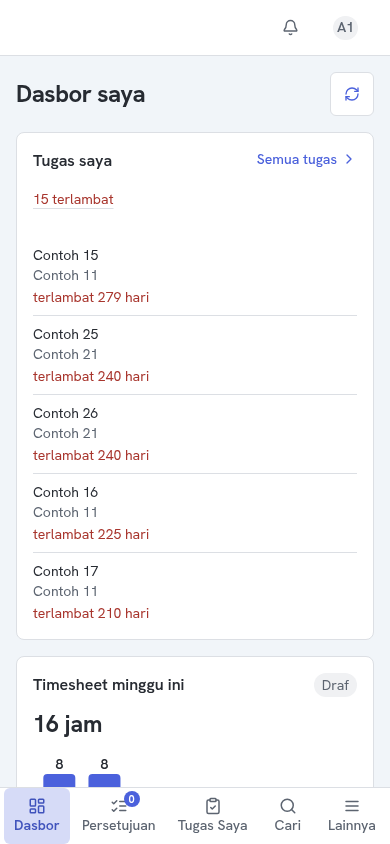 A1
Dasbor saya
Tugas saya
Semua tugas
15 terlambat
Contoh 15
Contoh 11
terlambat 279 hari
Contoh 25
Contoh 21
terlambat 240 hari
Contoh 26
Contoh 21
terlambat 240 hari
Contoh 16
Contoh 11
terlambat 225 hari
Contoh 17
Contoh 11
terlambat 210 hari
Timesheet minggu ini
Draf
16 jam
8 8
0
Dasbor Persetujuan Tugas Saya Cari Lainnya